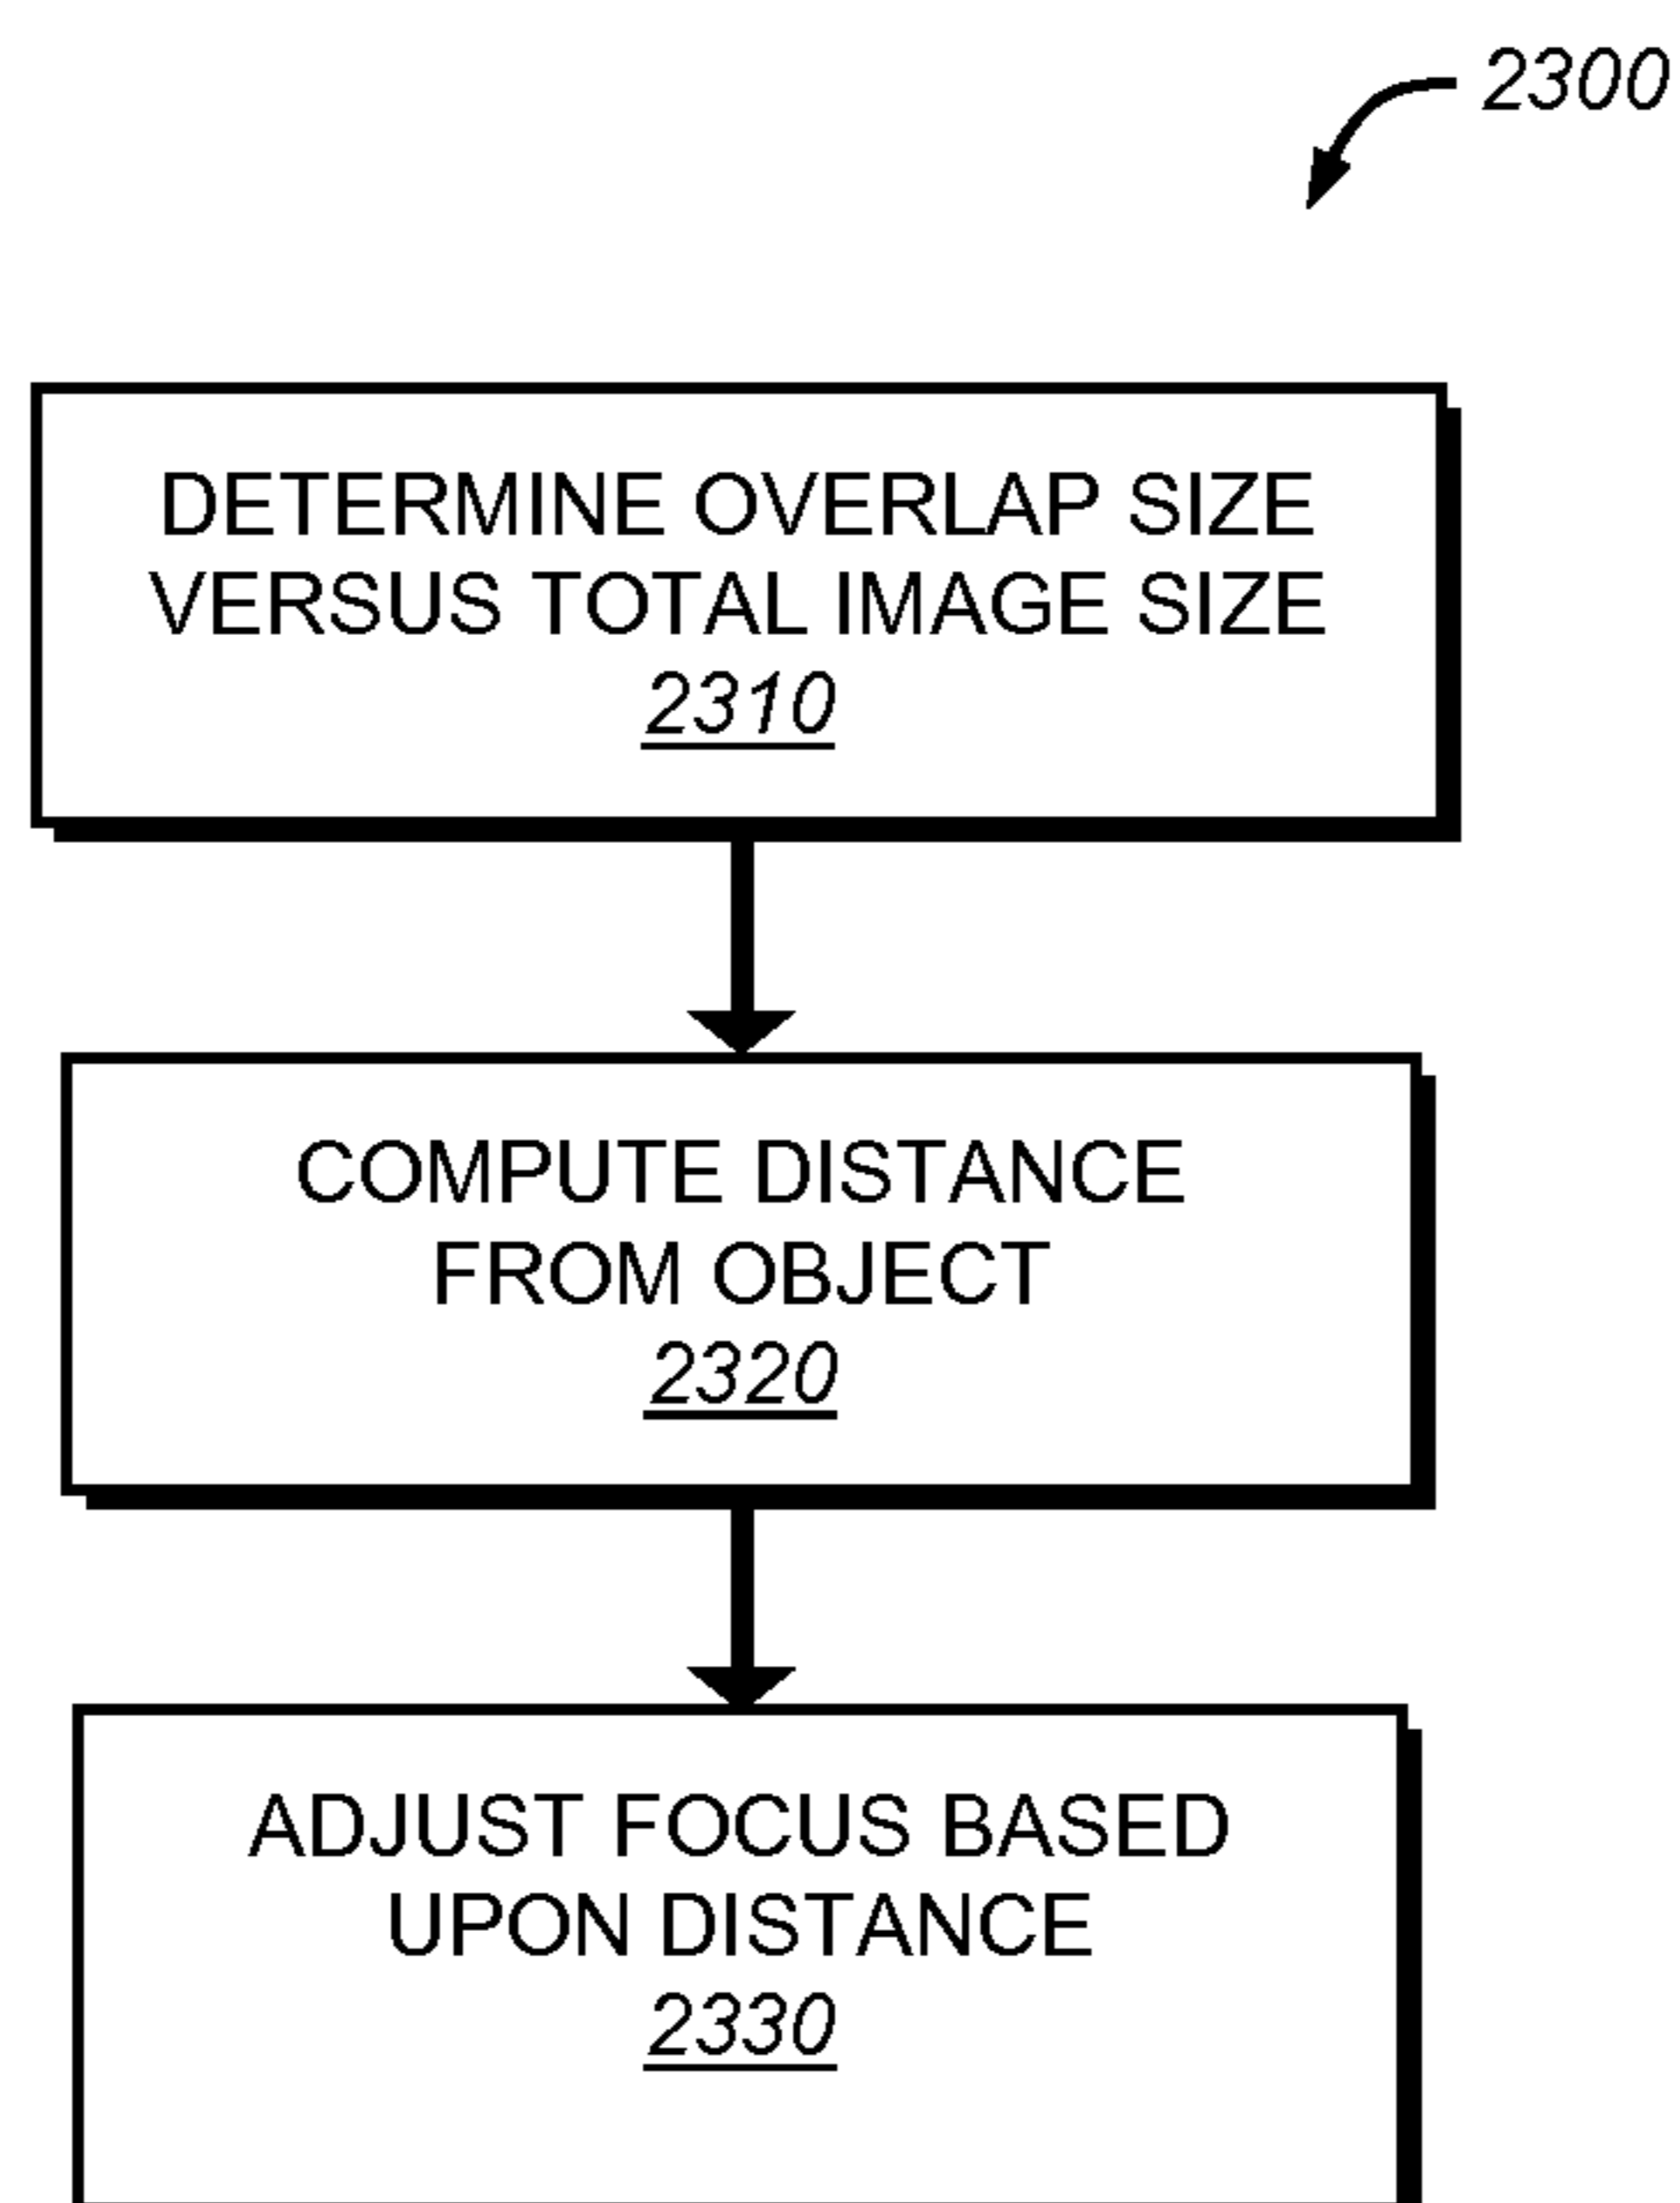 2300
DETERMINE OVERLAP SIZE
VERSUS TOTAL IMAGE SIZE
2310
COMPUTE DISTANCE
FROM OBJECT
2320
ADJUST FOCUS BASED
UPON DISTANCE
2330